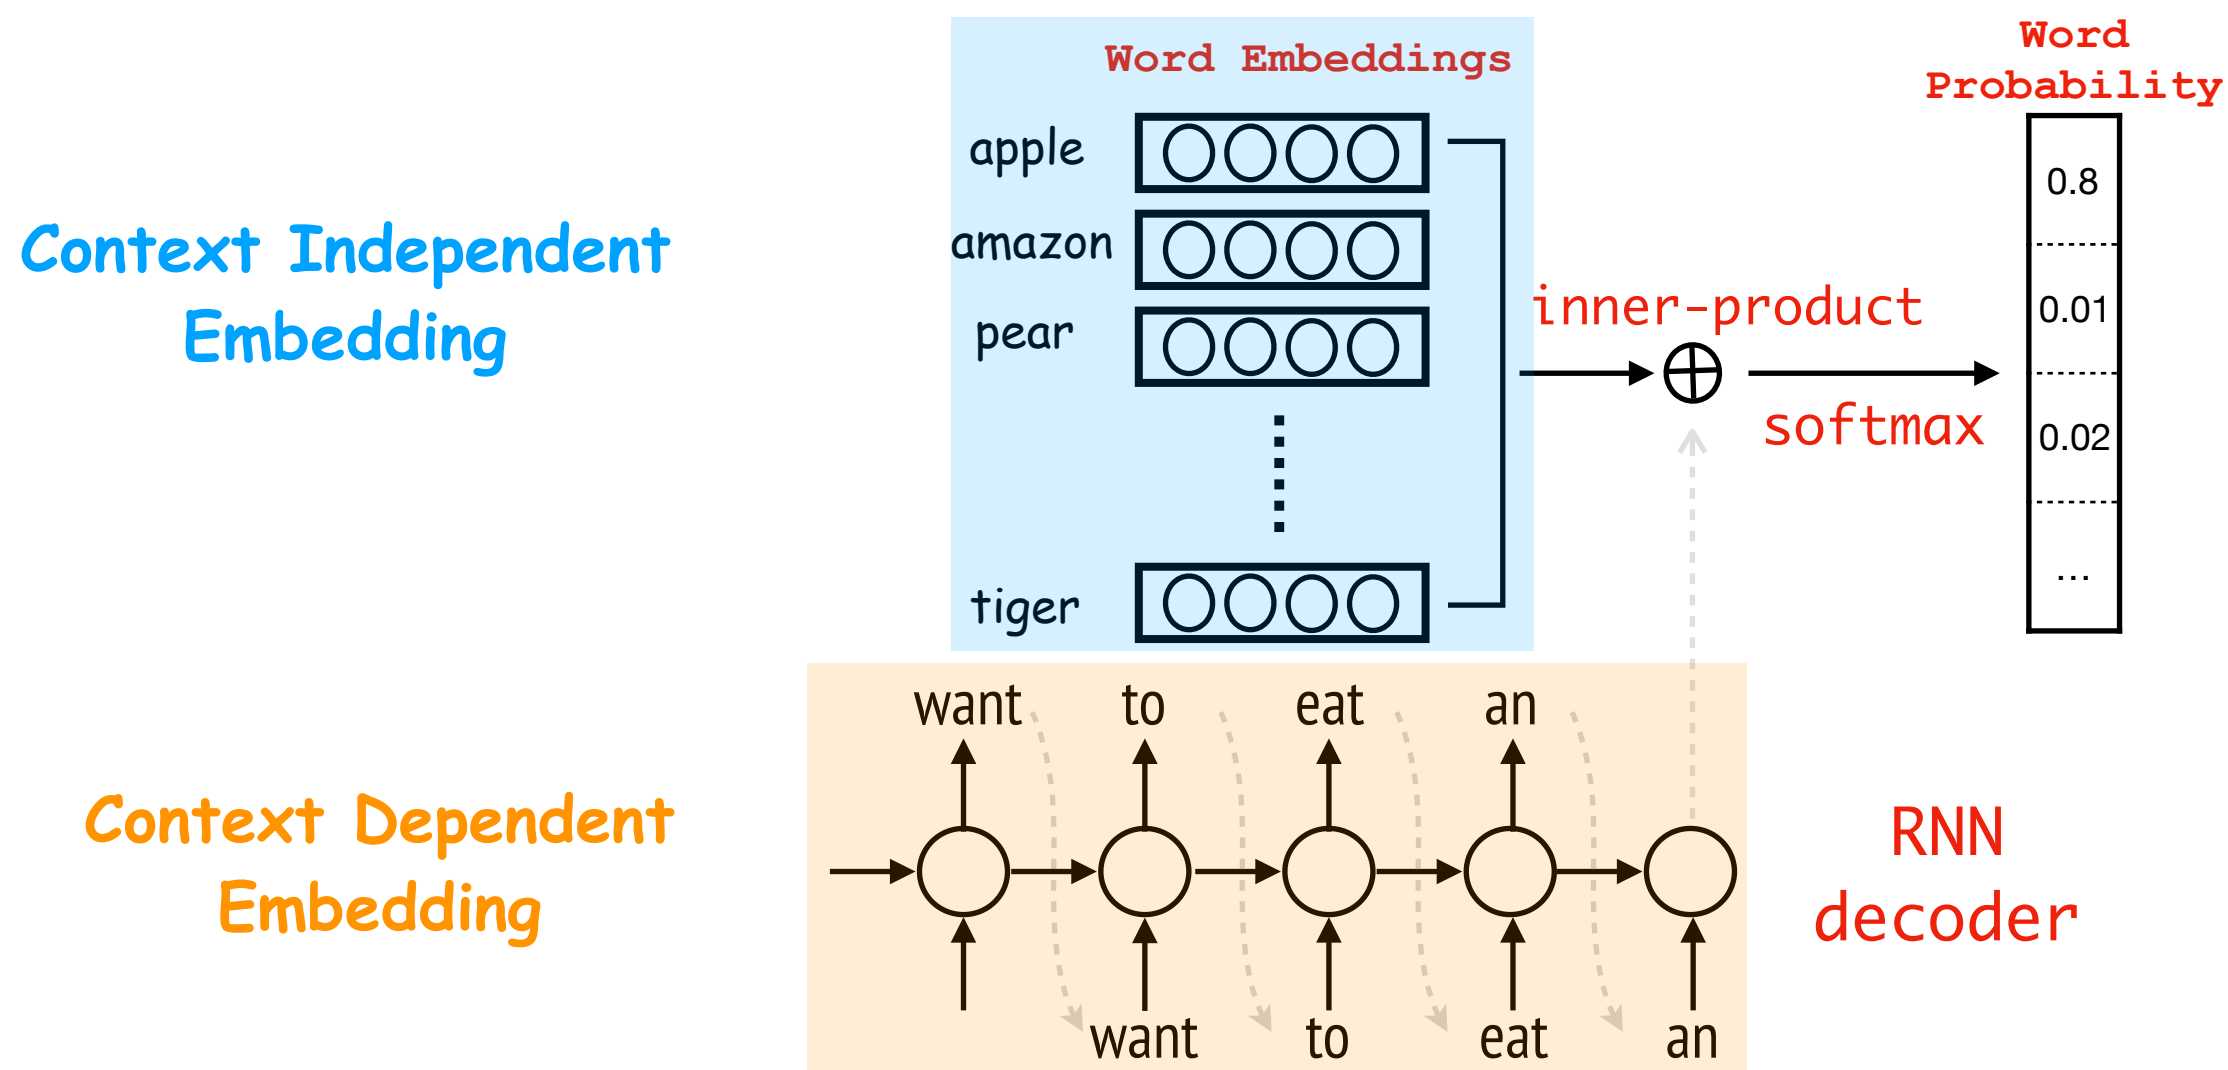 Word Embeddings
Word
Probability
apple
amazon
pear
tiger
Context Independent
Embedding
inner-product
softmax
0.8
0.01
0.02
...
want to eat an
Context Dependent
Embedding
RNN
decoder
want to eat an